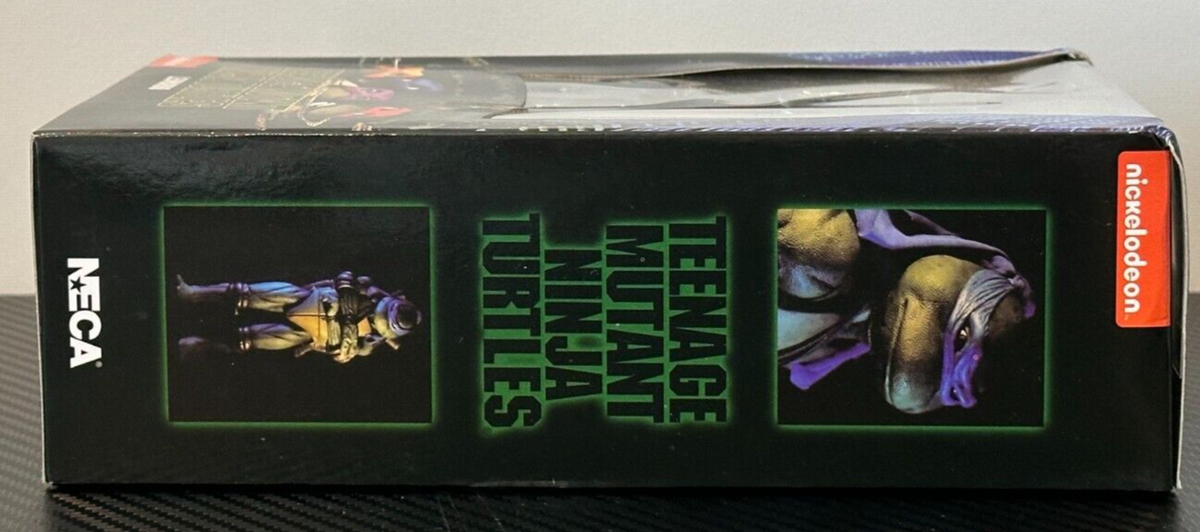 nickelodeon
TEENAGE
MUTANT
NINJA
TURTLES
NECA